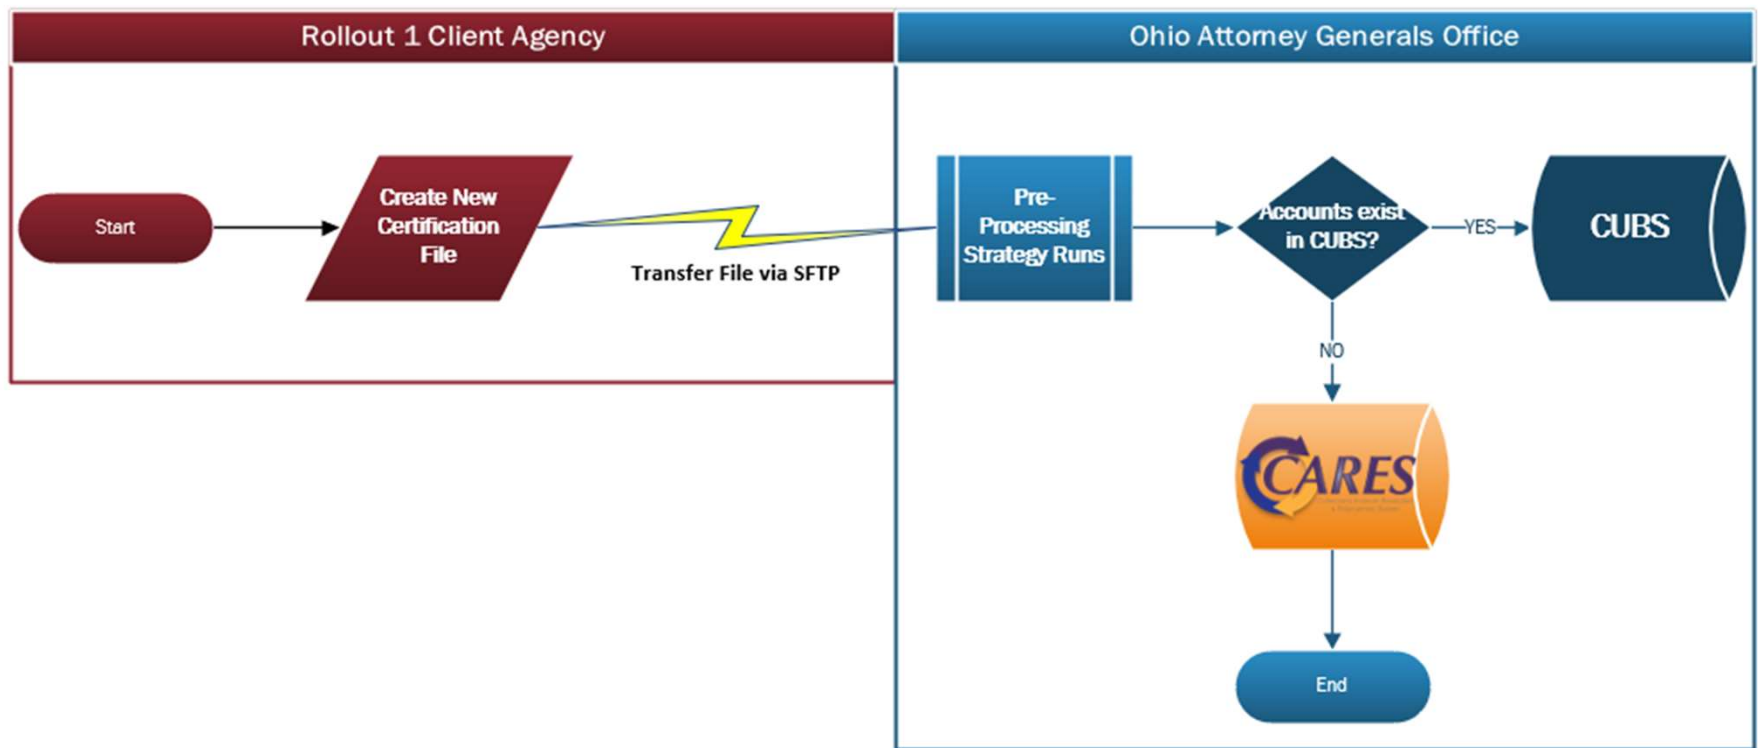 Rollout 1 Client Agency
Ohio Attorney Generals Office
Start
Create New
Certification
File
Transfer File via SFTP
Pre-
Processing
Strategy Runs
Accounts exist
in CUBS?
YES
CUBS
NO
CARES
End